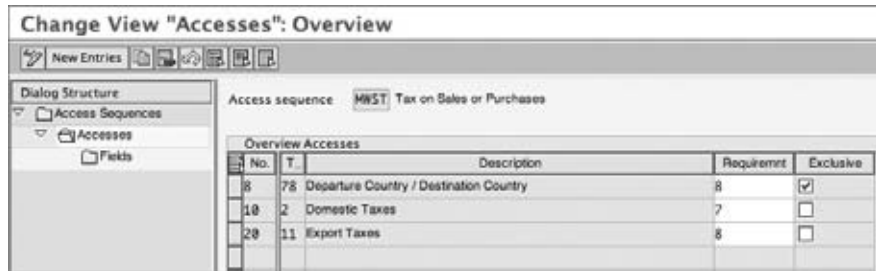 Change View "Accesses": Overview
New Entries
Dialog Structure
Access Sequences
Accesses
Fields
Access sequence MWST Tax on Sales or Purchases
Overview Accesses
No. T.. Description Requiremnt Exclusive
8 78 Departure Country / Destination Country 8
10 2 Domestic Taxes 7
20 11 Export Taxes 8